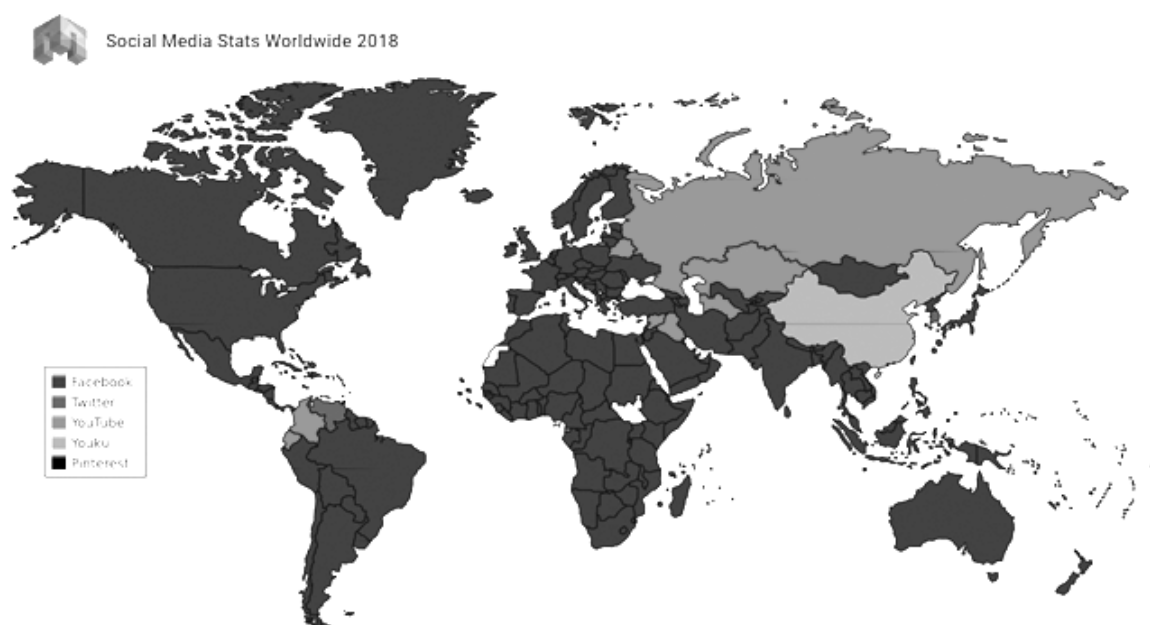 Social Media Stats Worldwide 2018
Facebook
Twitter
YouTube
Youku
Pinterest